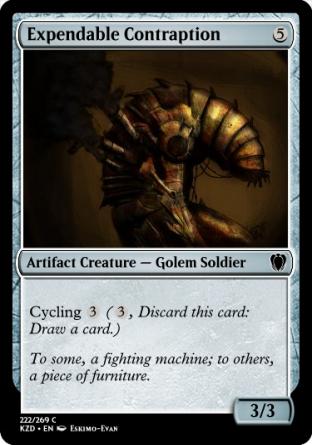 Expendable Contraption 5
Artifact Creature — Golem Soldier
Cycling 3 ( 3 , Discard this card:
Draw a card.)
To some, a fighting machine; to others,
a piece of furniture.
3/3
222/269 C
KZD • EN Eskimo-Evan